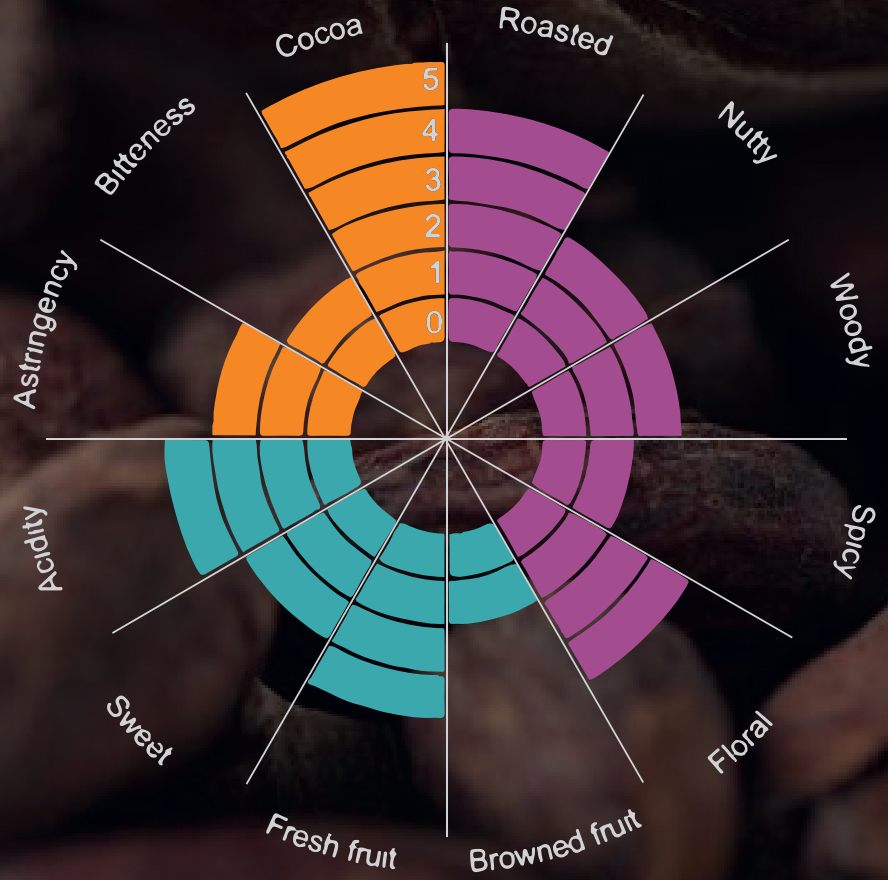 Cocoa
Roasted
Nutty
Woody
Spicy
Floral
Browned fruit
Fresh fruit
Sweet
Acidity
Astringency
Bitterness
5
4
3
2
1
0